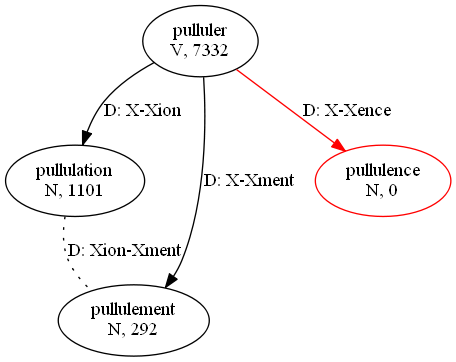 pulluler
V, 7332
D: X-Xion
pullulation
N, 1101
D: X-Xment
D: X-Xence
pullulence
N, 0
D: Xion-Xment
pullulement
N, 292